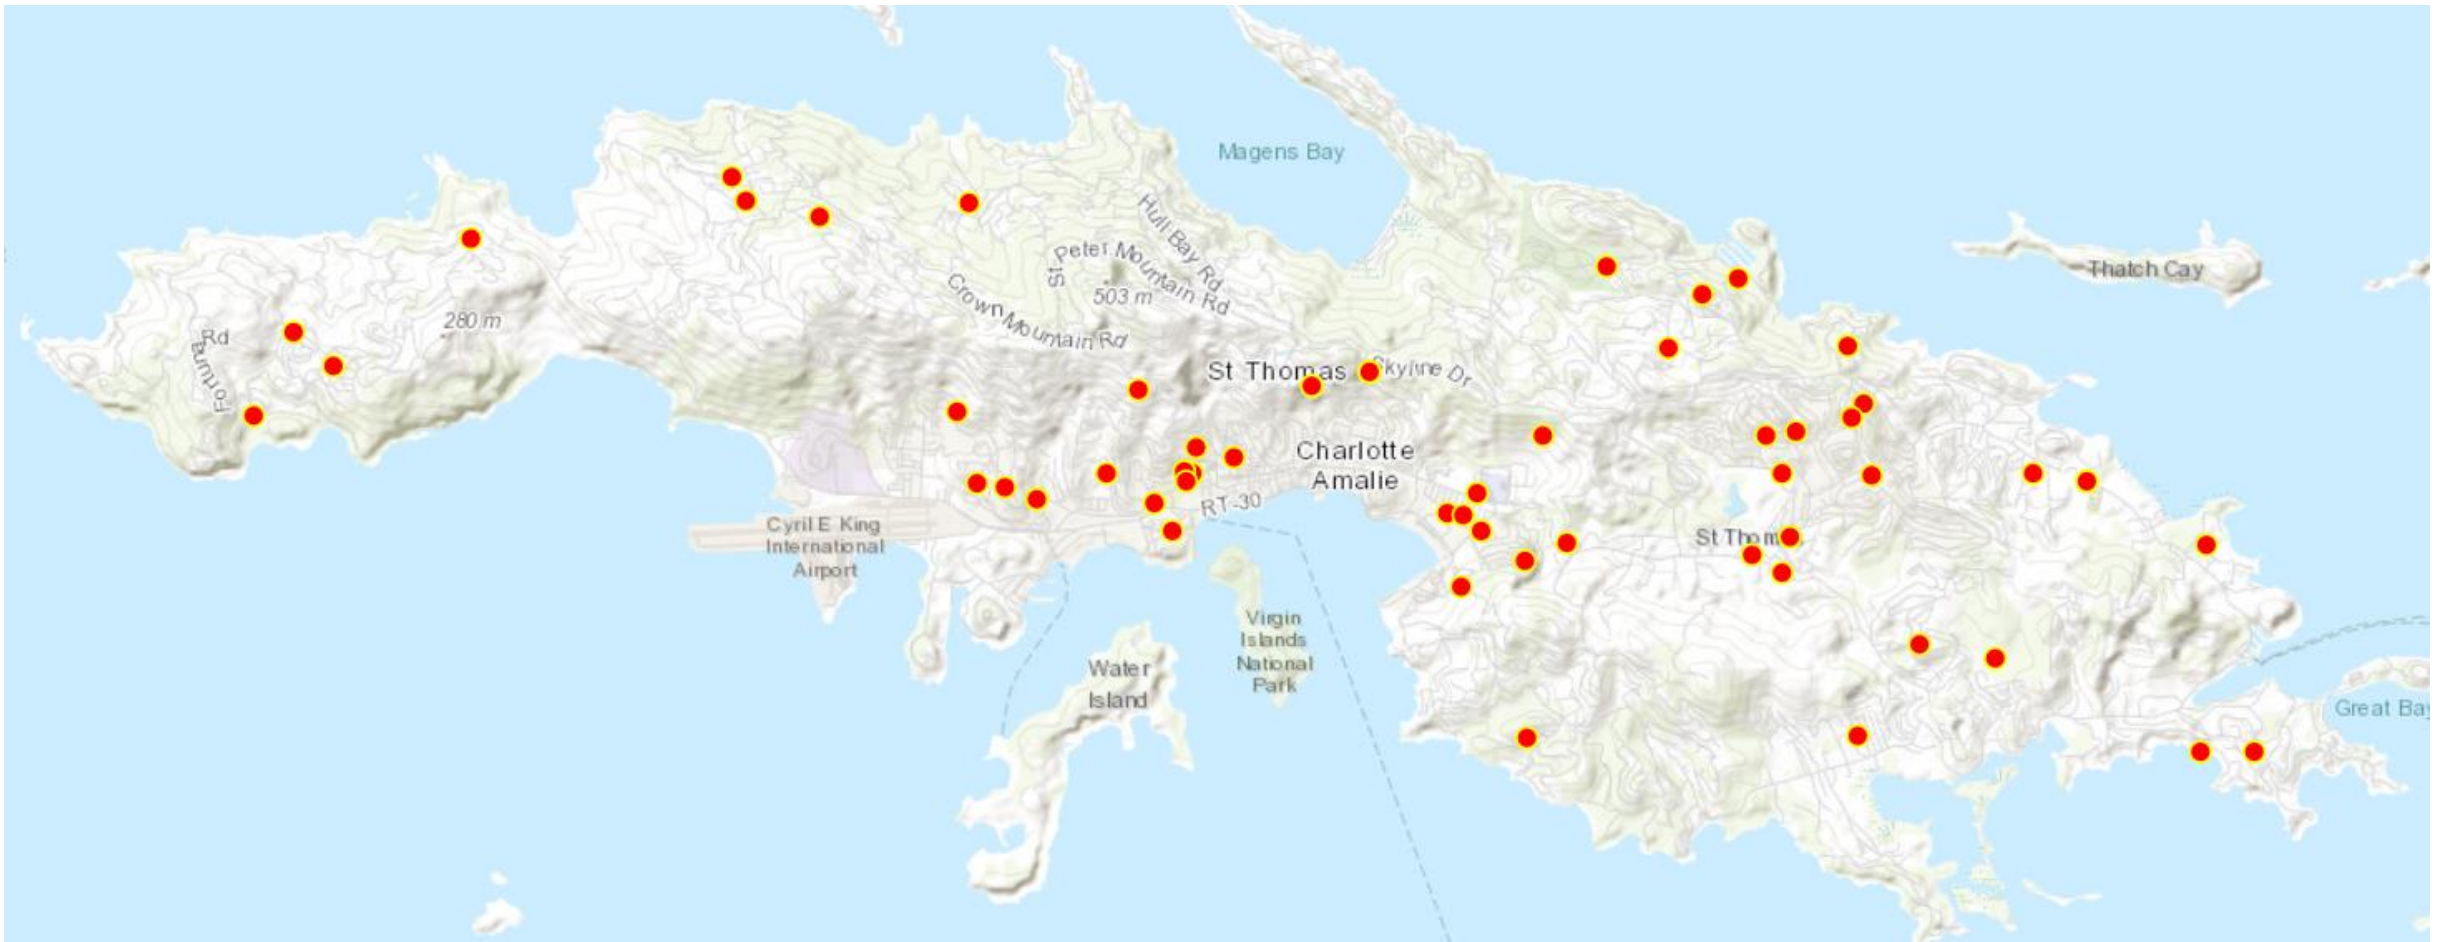 Magens Bay
Hull Bay Rd
Peter Mountain Rd
St
503 m
Crown Mountain Rd
Thatch Cay
280 m
Rd
Fortuna
St Thomas
Skyline Dr
Charlotte
Amalie
RT-30
Cyril E King
International
Airport
St Thom
Virgin
Islands
National
Park
Water
Island
Great Bay